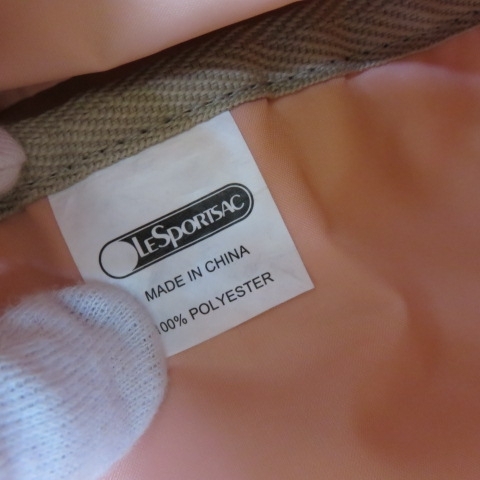 LeSportsac
MADE IN CHINA
100% POLYESTER